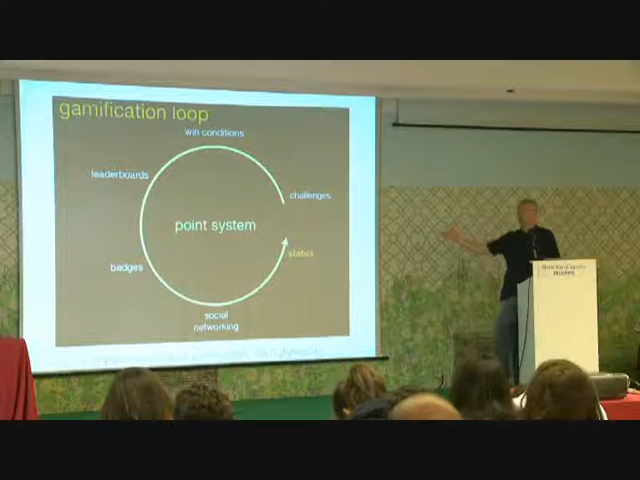 gamification loop
win conditions
leaderboards
challenges
point system
status
badges
social
networking